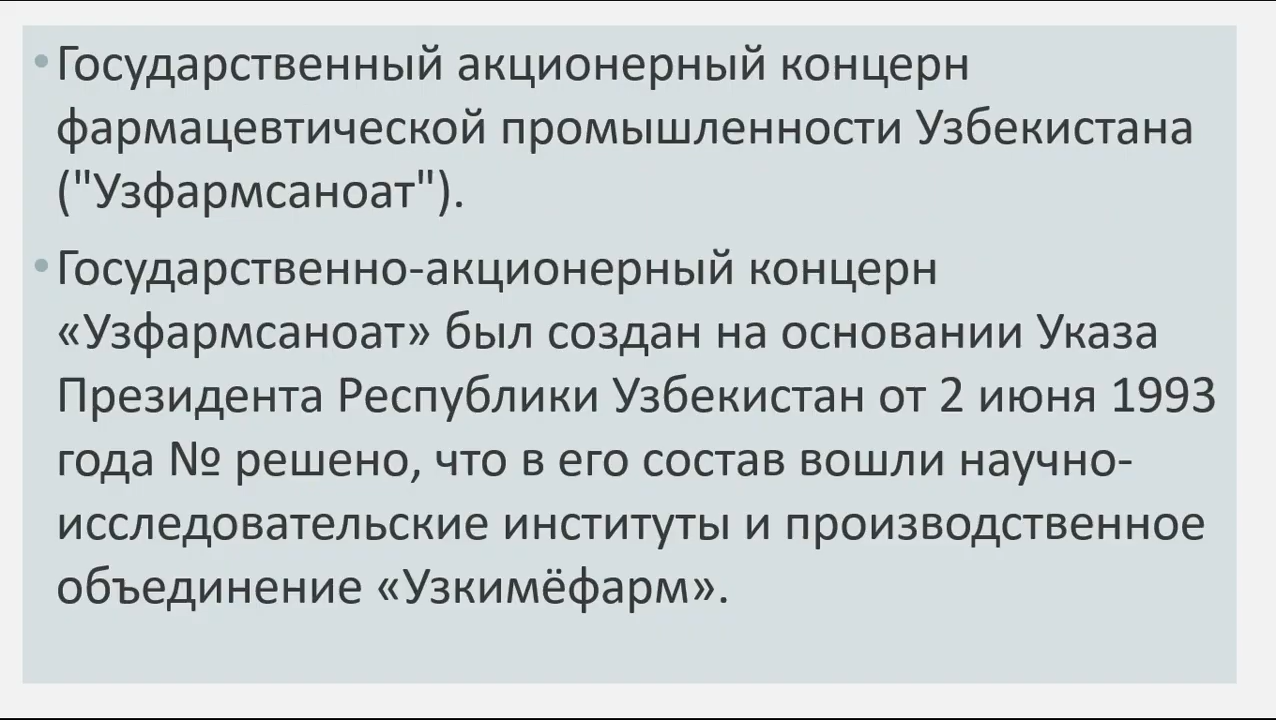 • Государственный акционерный концерн
фармацевтической промышленности Узбекистана
("Узфармсаноат").
• Государственно-акционерный концерн
«Узфармсаноат» был создан на основании Указа
Президента Республики Узбекистан от 2 июня 1993
года № решено, что в его состав вошли научно-
исследовательские институты и производственное
объединение «Узкимёфарм».